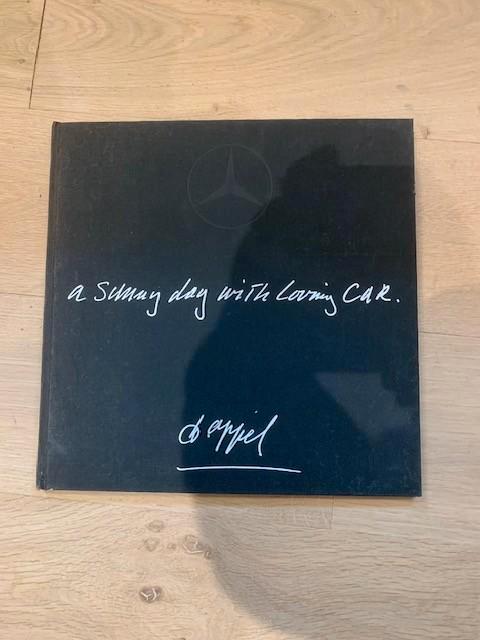 a sunny day with Loving CaR.
appel